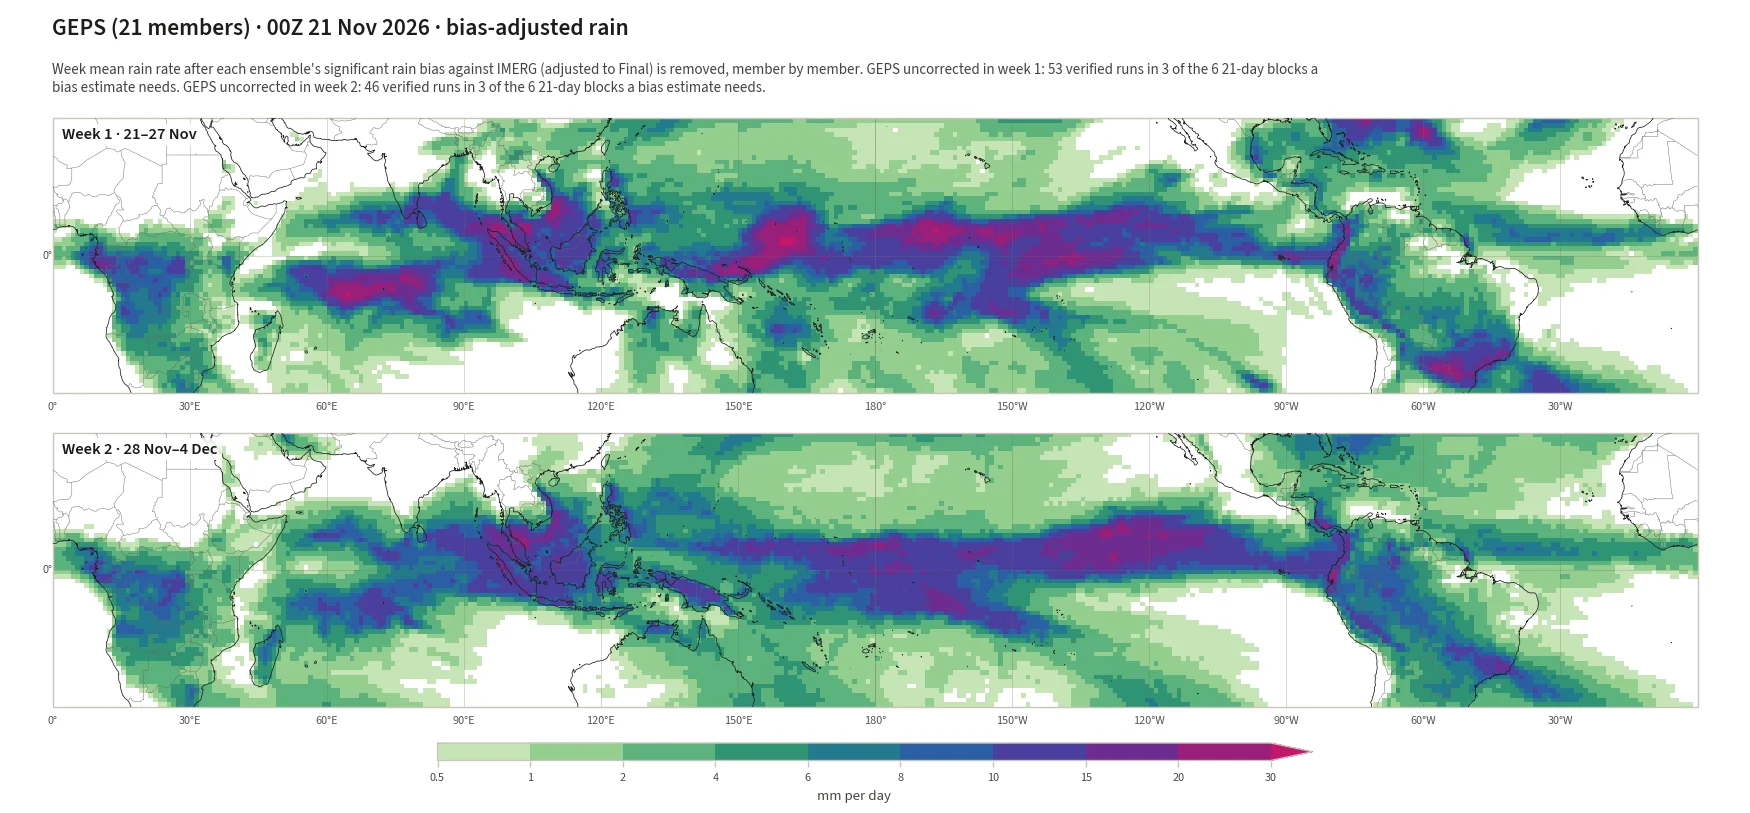 GEPS (21 members) · 00Z 21 Nov 2026 · bias-adjusted rain
Week mean rain rate after each ensemble's significant rain bias against IMERG (adjusted to Final) is removed, member by member. GEPS uncorrected in week 1: 53 verified runs in 3 of the 6 21-day blocks a
bias estimate needs. GEPS uncorrected in week 2: 46 verified runs in 3 of the 6 21-day blocks a bias estimate needs.
Week 1 · 21–27 Nov
0°
0° 30°E 60°E 90°E 120°E 150°E 180° 150°W 120°W 90°W 60°W 30°W
Week 2 · 28 Nov–4 Dec
0°
0° 30°E 60°E 90°E 120°E 150°E 180° 150°W 120°W 90°W 60°W 30°W
0.5 1 2 4 6 8 10 15 20 30
mm per day